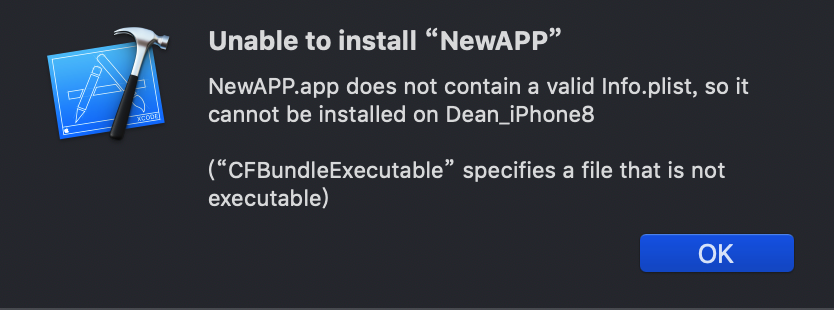 Unable to install “NewAPP”
NewAPP.app does not contain a valid Info.plist, so it
cannot be installed on Dean_iPhone8
(“CFBundleExecutable” specifies a file that is not
executable)
XCODE
OK